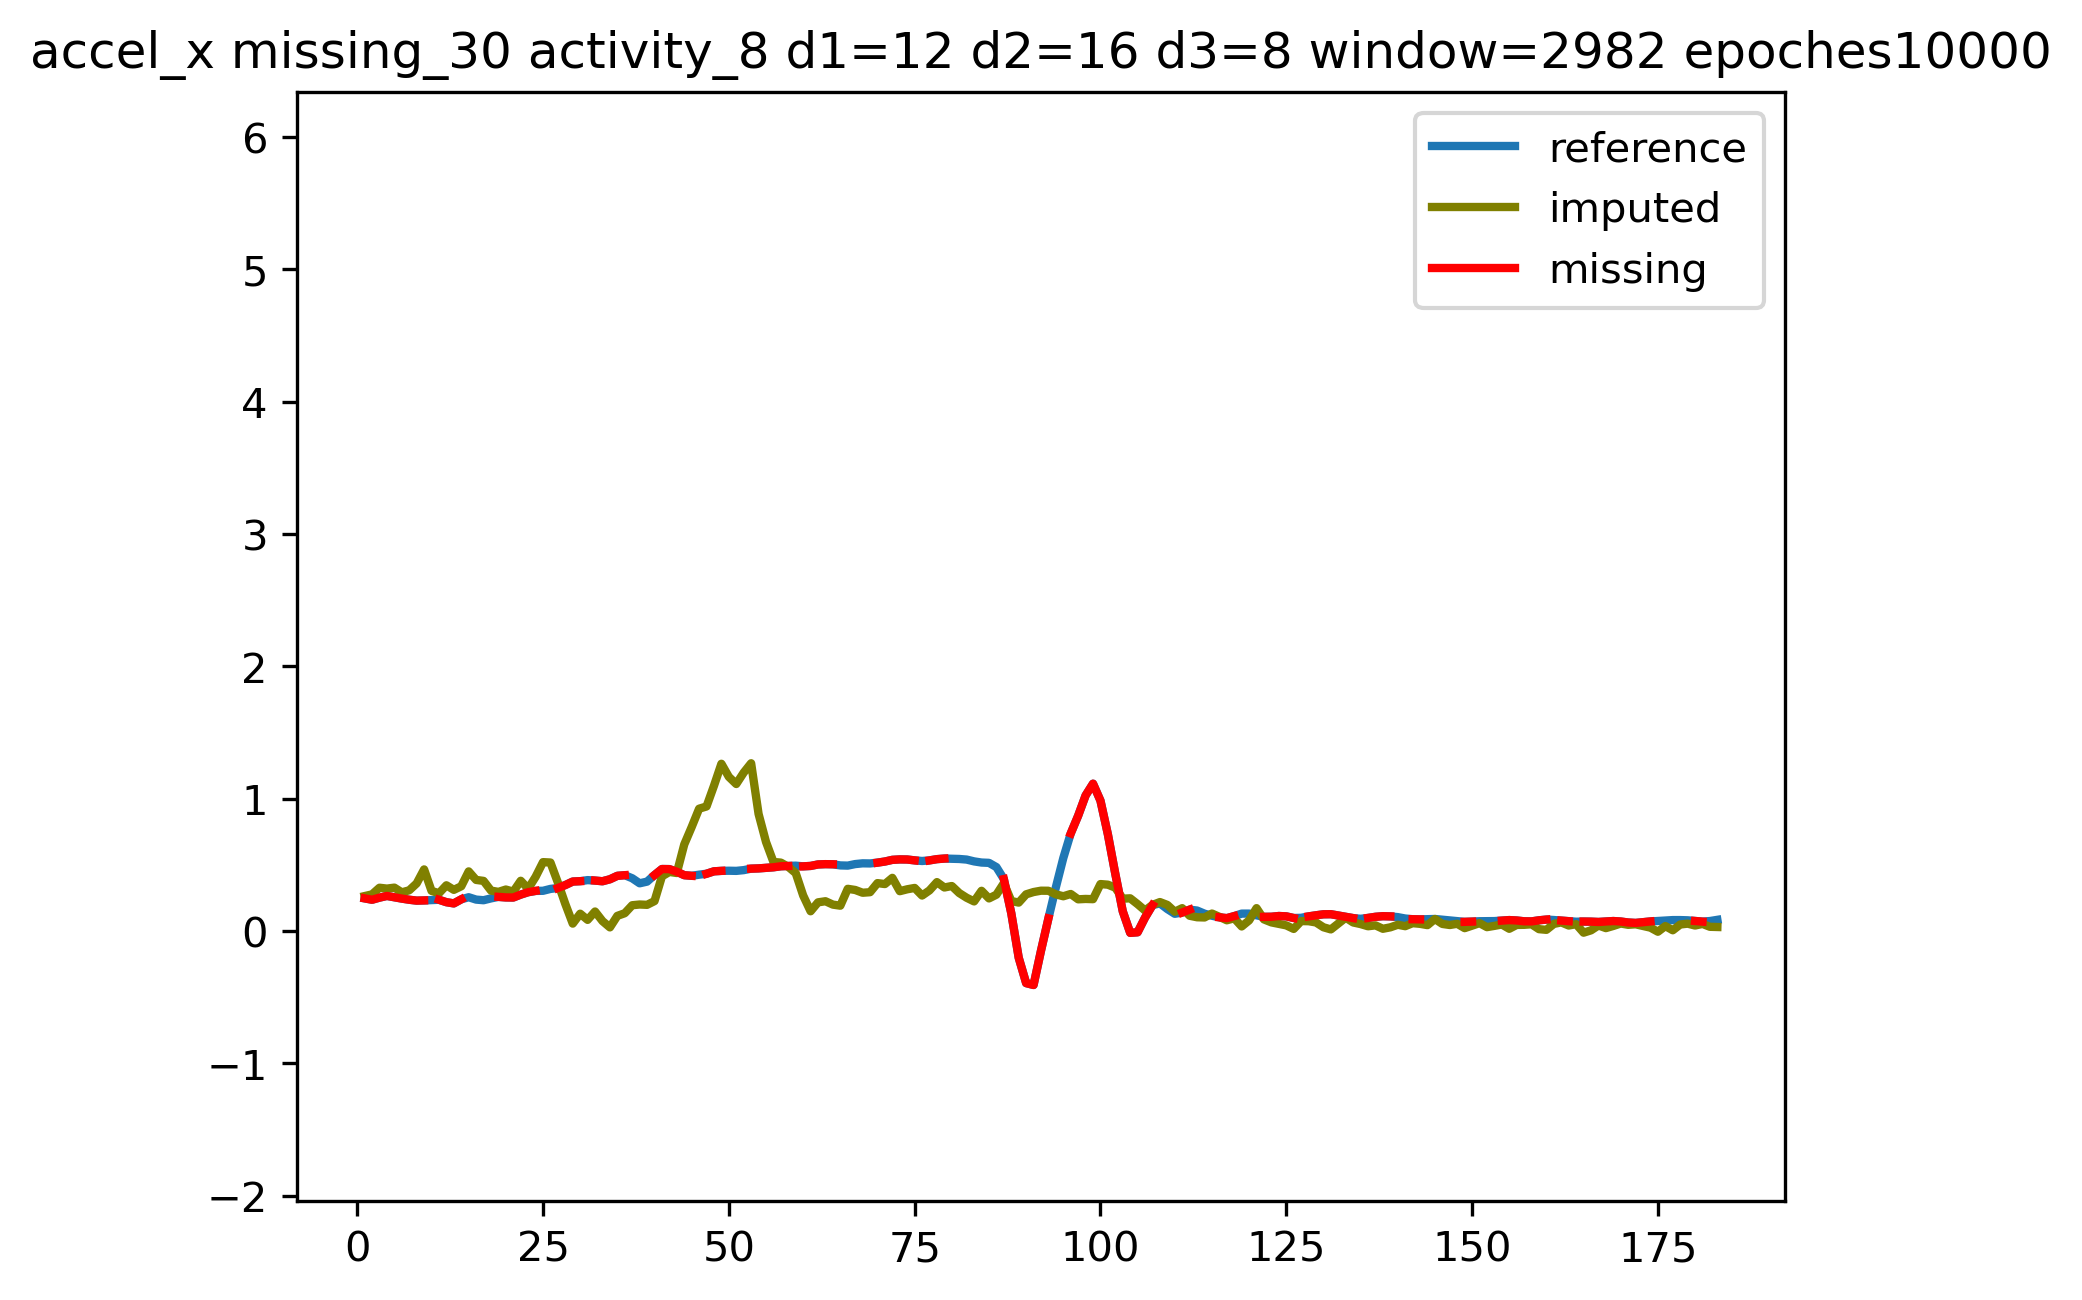 accel_x missing_30 activity_8 d1=12 d2=16 d3=8 window=2982 epoches10000
reference
imputed
missing
6
5
4
3
2
1
0
−1
−2
0 25 50 75 100 125 150 175